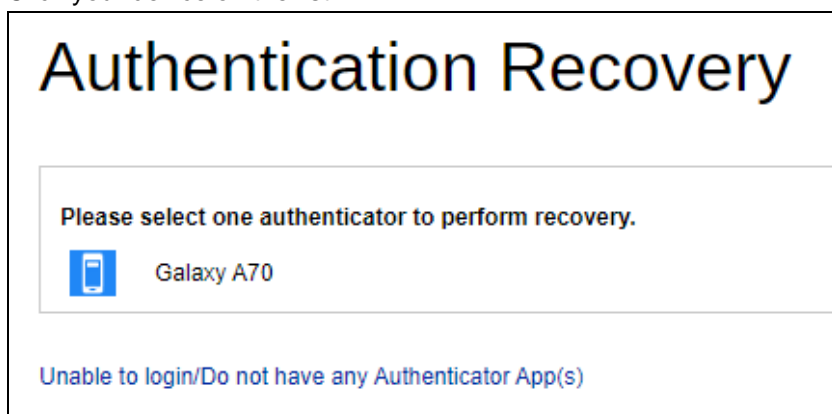 Authentication Recovery
Please select one authenticator to perform recovery.
Galaxy A70
Unable to login/Do not have any Authenticator App(s)